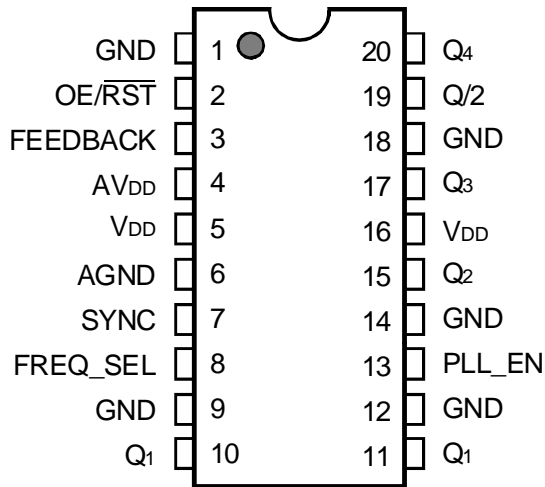 GND 1 20 Q4
OE/RST 2 19 Q/2
FEEDBACK 3 18 GND
AVDD 4 17 Q3
VDD 5 16 VDD
AGND 6 15 Q2
SYNC 7 14 GND
FREQ_SEL 8 13 PLL_EN
GND 9 12 GND
Q1 10 11 Q1